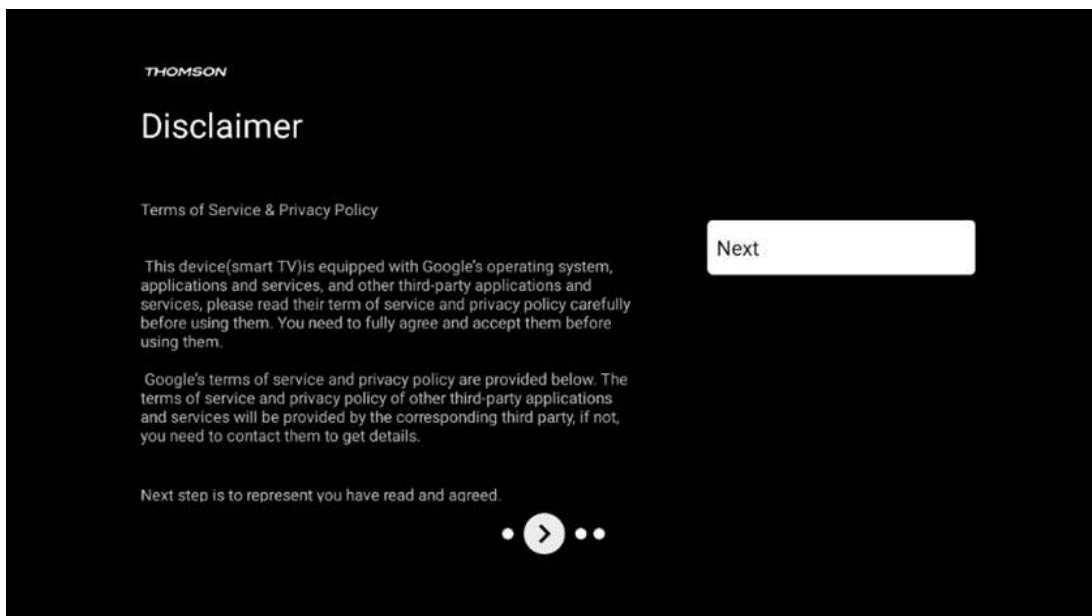 THOMSON
Disclaimer
Terms of Service & Privacy Policy
This device(smart TV)is equipped with Google's operating system,
applications and services, and other third-party applications and
services, please read their term of service and privacy policy carefully
before using them. You need to fully agree and accept them before
using them.
Google's terms of service and privacy policy are provided below. The
terms of service and privacy policy of other third-party applications
and services will be provided by the corresponding third party, if not,
you need to contact them to get details.
Next step is to represent you have read and agreed.
Next